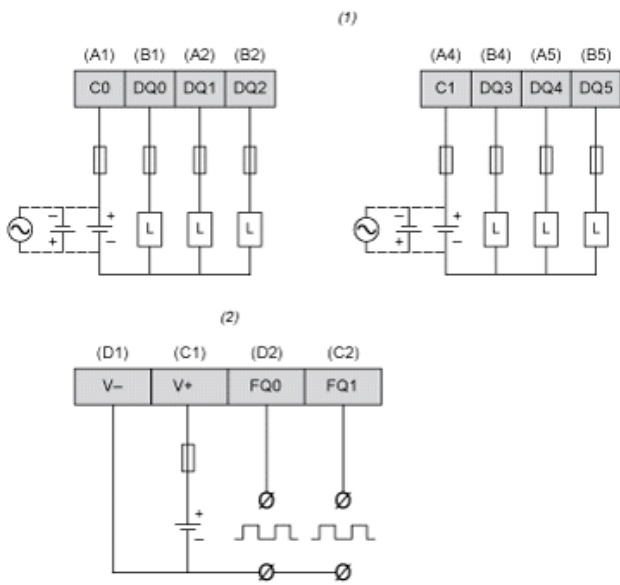 (1)
(A1) (B1) (A2) (B2)
C0 DQ0 DQ1 DQ2
− + + −
L L L
(A4) (B4) (A5) (B5)
C1 DQ3 DQ4 DQ5
− + + −
L L L
(2)
(D1) (C1) (D2) (C2)
V− V+ FQ0 FQ1
+
−